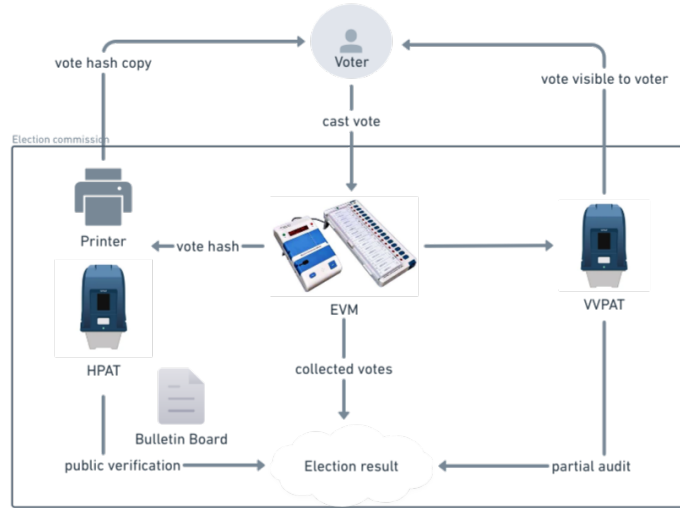 Voter
vote hash copy
vote visible to voter
cast vote
Election commission
Printer
vote hash
EVM
VVPAT
HPAT
collected votes
Bulletin Board
public verification
Election result
partial audit